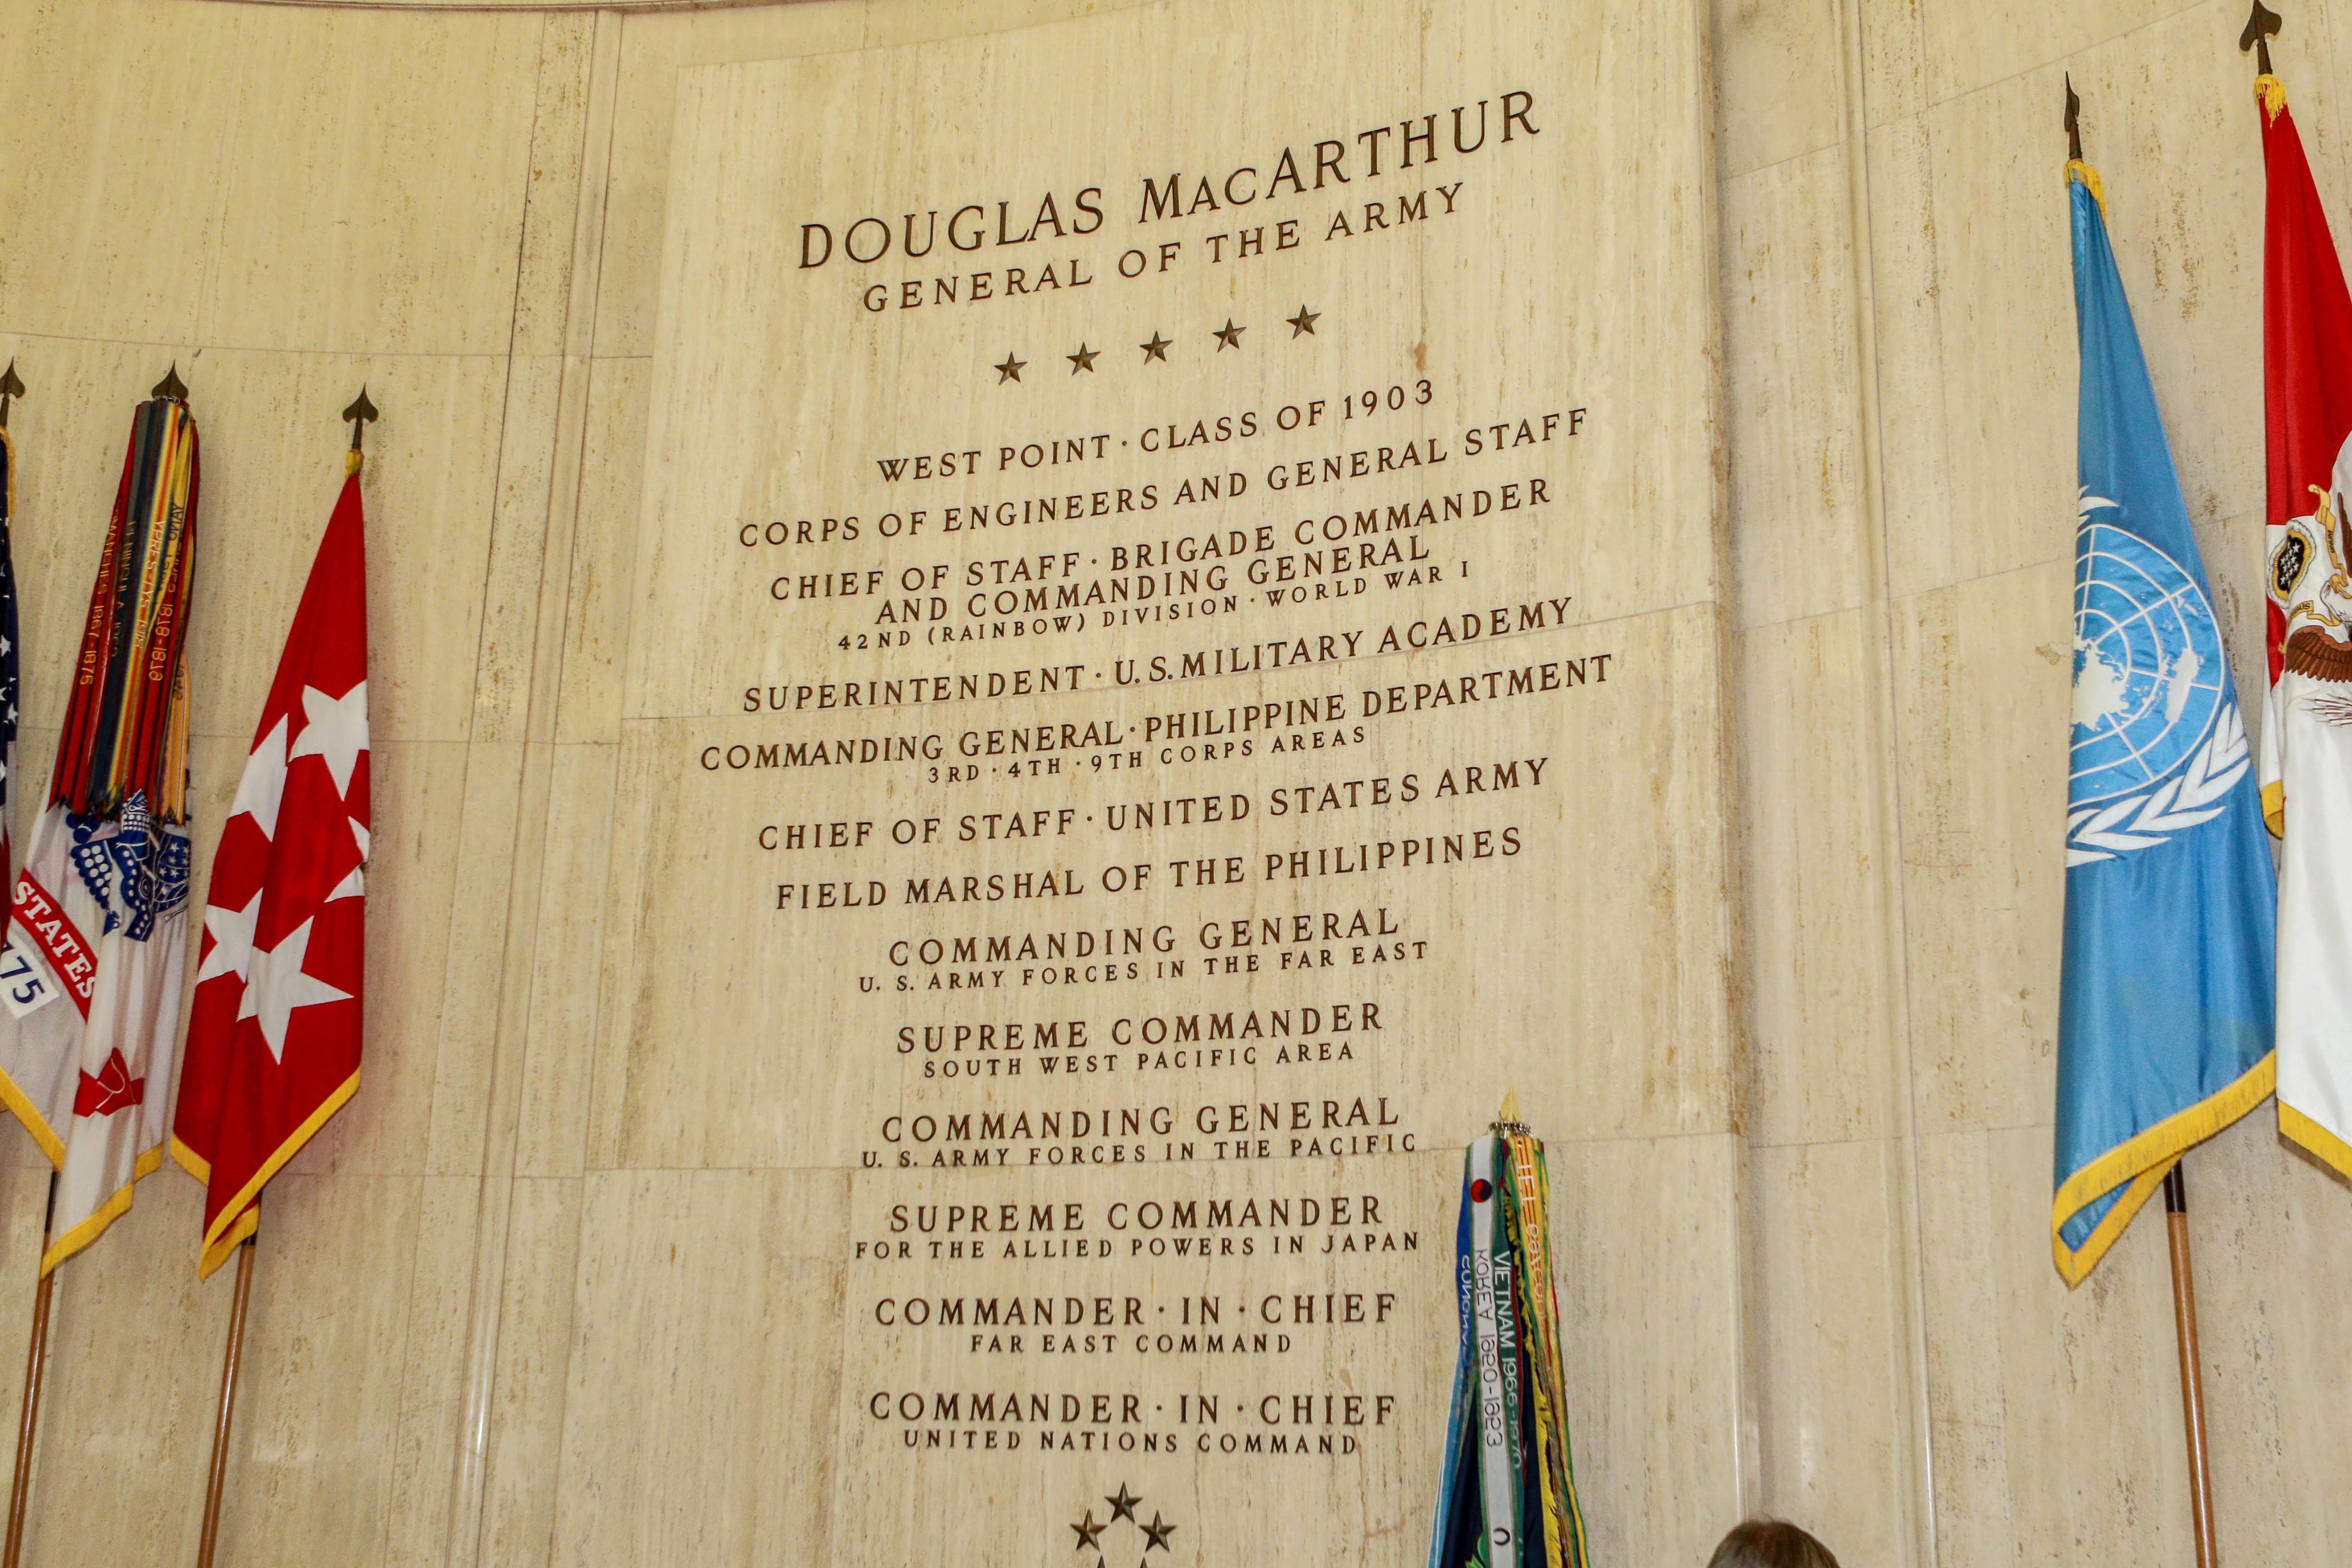 DOUGLAS MACARTHUR
GENERAL OF THE ARMY
WEST POINT · CLASS OF 1903
CORPS OF ENGINEERS AND GENERAL STAFF
CHIEF OF STAFF · BRIGADE COMMANDER
AND COMMANDING GENERAL
42ND (RAINBOW) DIVISION · WORLD WAR I
SUPERINTENDENT · U.S. MILITARY ACADEMY
COMMANDING GENERAL · PHILIPPINE DEPARTMENT
3RD · 4TH · 9TH CORPS AREAS
CHIEF OF STAFF · UNITED STATES ARMY
FIELD MARSHAL OF THE PHILIPPINES
COMMANDING GENERAL
U. S. ARMY FORCES IN THE FAR EAST
SUPREME COMMANDER
SOUTH WEST PACIFIC AREA
COMMANDING GENERAL
U. S. ARMY FORCES IN THE PACIFIC
SUPREME COMMANDER
FOR THE ALLIED POWERS IN JAPAN
COMMANDER · IN · CHIEF
FAR EAST COMMAND
COMMANDER · IN · CHIEF
UNITED NATIONS COMMAND
STATES
75
KOREA 1950-1953
VIETNAM 1966-1970